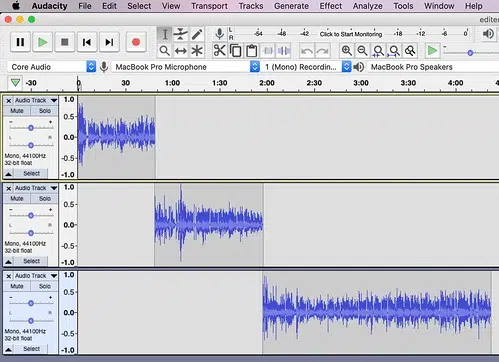 Audacity File Edit Select View Transport Tracks Generate Effect Analyze Tools Window Help
edite
L R -54 -48 -42 Click to Start Monitoring -18 -12 -6 0
L R -54 -48 -42 -36 -30 -24 -18 -12 -6 0
Core Audio MacBook Pro Microphone 1 (Mono) Recordin... MacBook Pro Speakers
-30 0 1:00 1:30 2:00 2:30 3:00 3:30 4:00 4:3
Audio Track
Mute Solo
L R
Mono, 44100Hz
32-bit float
Select
1.0
0.5
0.0
-0.5
-1.0
Audio Track
Mute Solo
L R
Mono, 44100Hz
32-bit float
Select
1.0
0.5
0.0
-0.5
-1.0
Audio Track
Mute Solo
L R
Mono, 44100Hz
32-bit float
Select
1.0
0.5
0.0
-0.5
-1.0